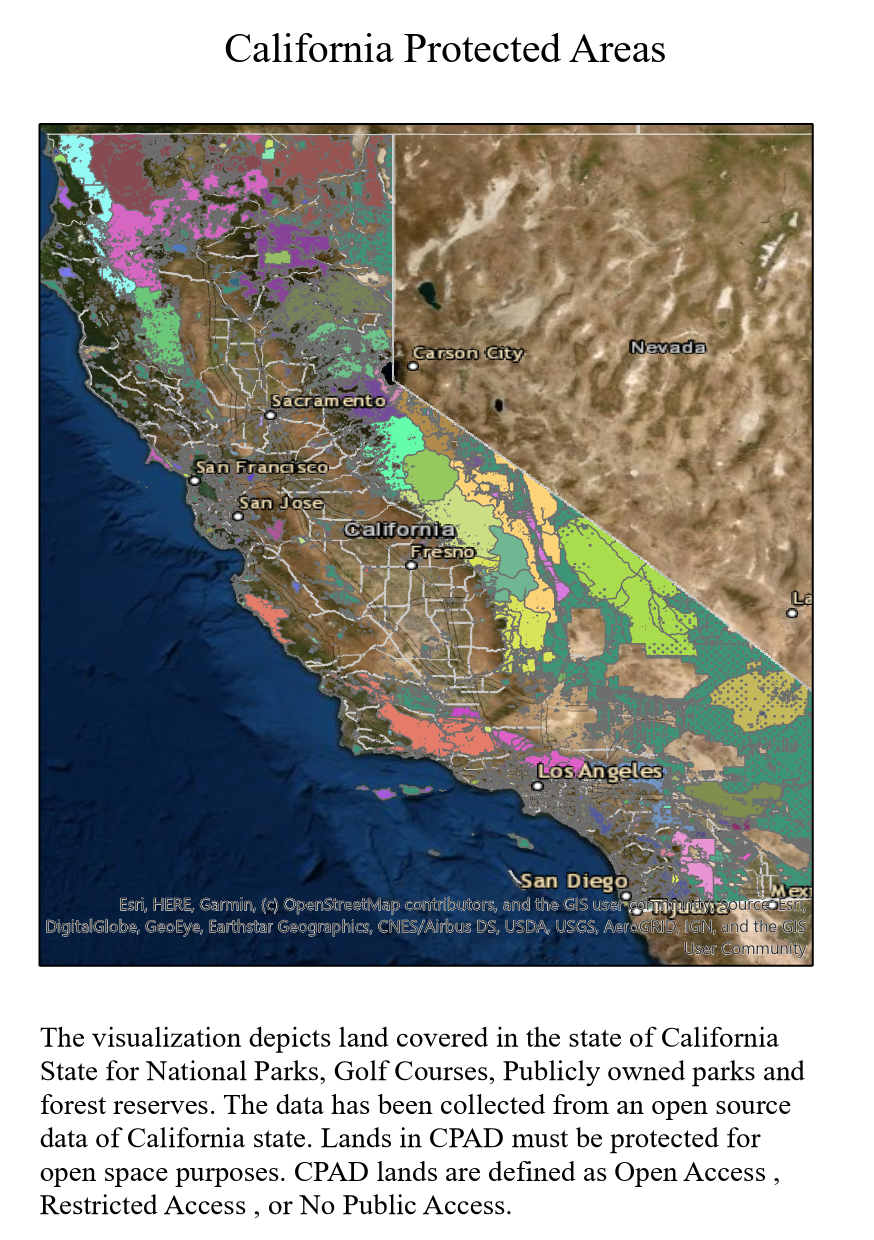 California Protected Areas
Carson City
Nevada
Sacramento
San Francisco
San Jose
California
Fresno
La
Los Angeles
San Diego
Mexi
Tijuana
Esri, HERE, Garmin, (c) OpenStreetMap contributors, and the GIS user community, Source: Esri,
DigitalGlobe, GeoEye, Earthstar Geographics, CNES/Airbus DS, USDA, USGS, AeroGRID, IGN, and the GIS
User Community
The visualization depicts land covered in the state of California
State for National Parks, Golf Courses, Publicly owned parks and
forest reserves. The data has been collected from an open source
data of California state. Lands in CPAD must be protected for
open space purposes. CPAD lands are defined as Open Access ,
Restricted Access , or No Public Access.